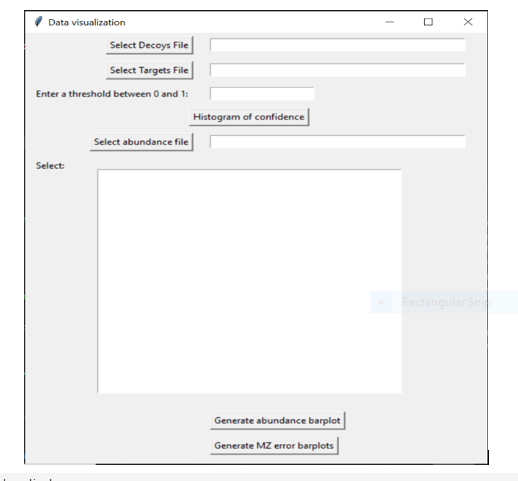 Data visualization
Select Decoys File
Select Targets File
Enter a threshold between 0 and 1:
Histogram of confidence
Select abundance file
Select:
Rectangular Snip
Generate abundance barplot
Generate MZ error barplots